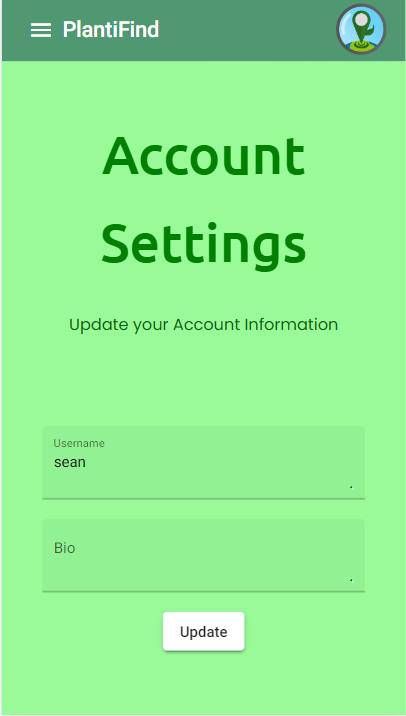 PlantiFind
Account
Settings
Update your Account Information
Username
sean
Bio
Update